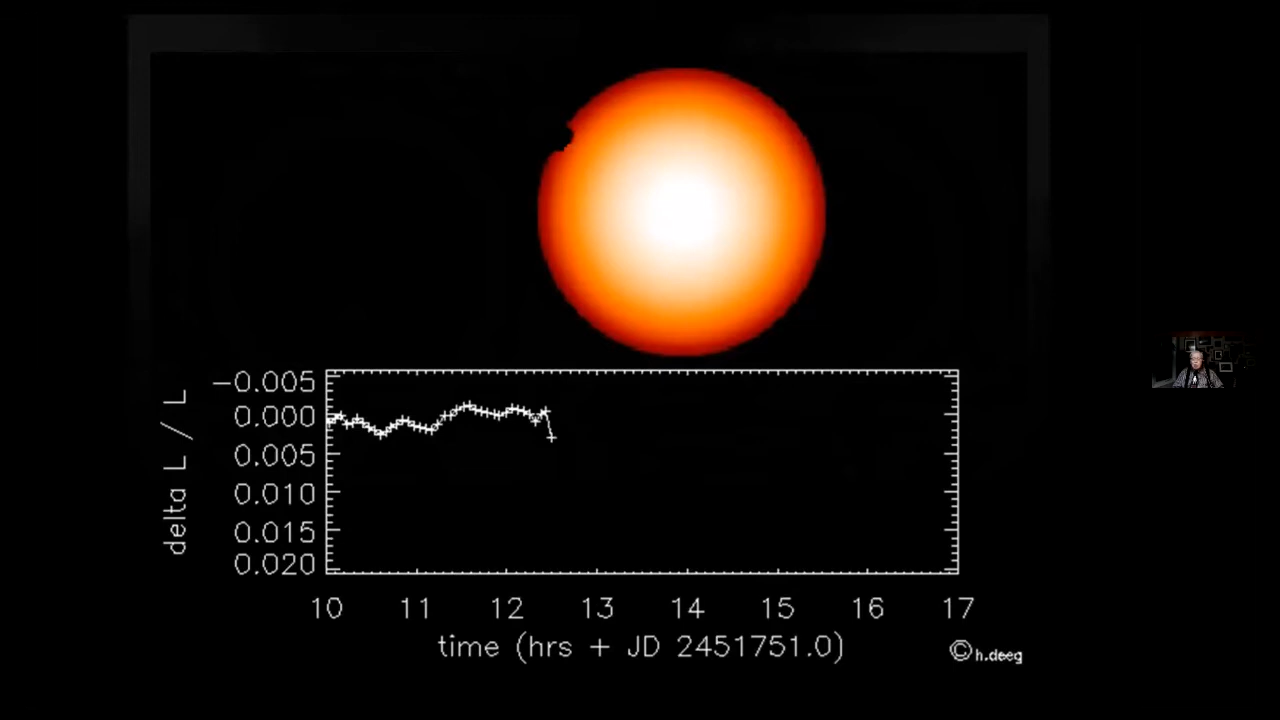 −0.005
0.000
0.005
0.010
0.015
0.020
delta L / L
10 11 12 13 14 15 16 17
time (hrs + JD 2451751.0)
©h.deeg